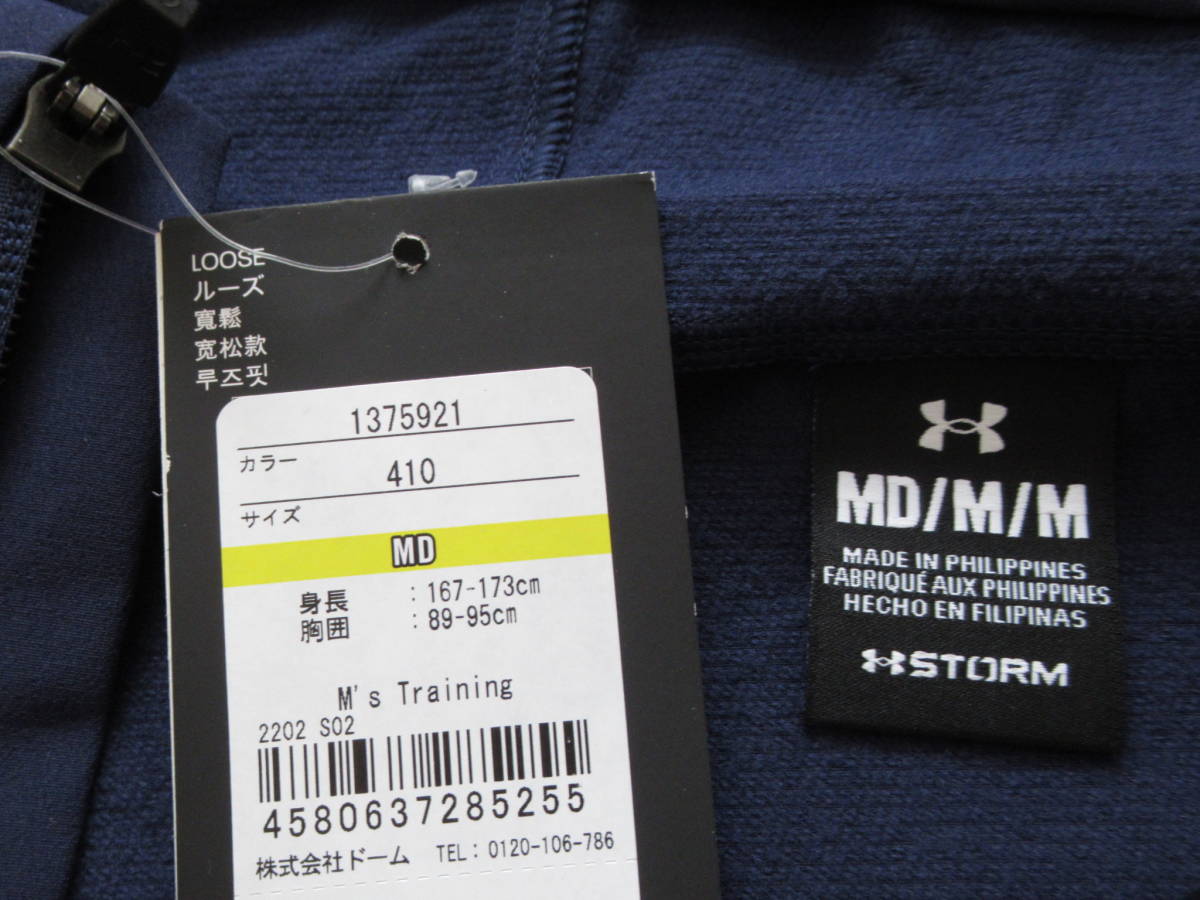 LOOSE
ルーズ
寬鬆
宽松款
루즈핏
1375921
カラー
410
サイズ
MD
身長 : 167-173cm
胸囲 : 89-95cm
M's Training
2202 S02
4580637285255
株式会社ドーム TEL: 0120-106-786
MD/M/M
MADE IN PHILIPPINES
FABRIQUÉ AUX PHILIPPINES
HECHO EN FILIPINAS
STORM